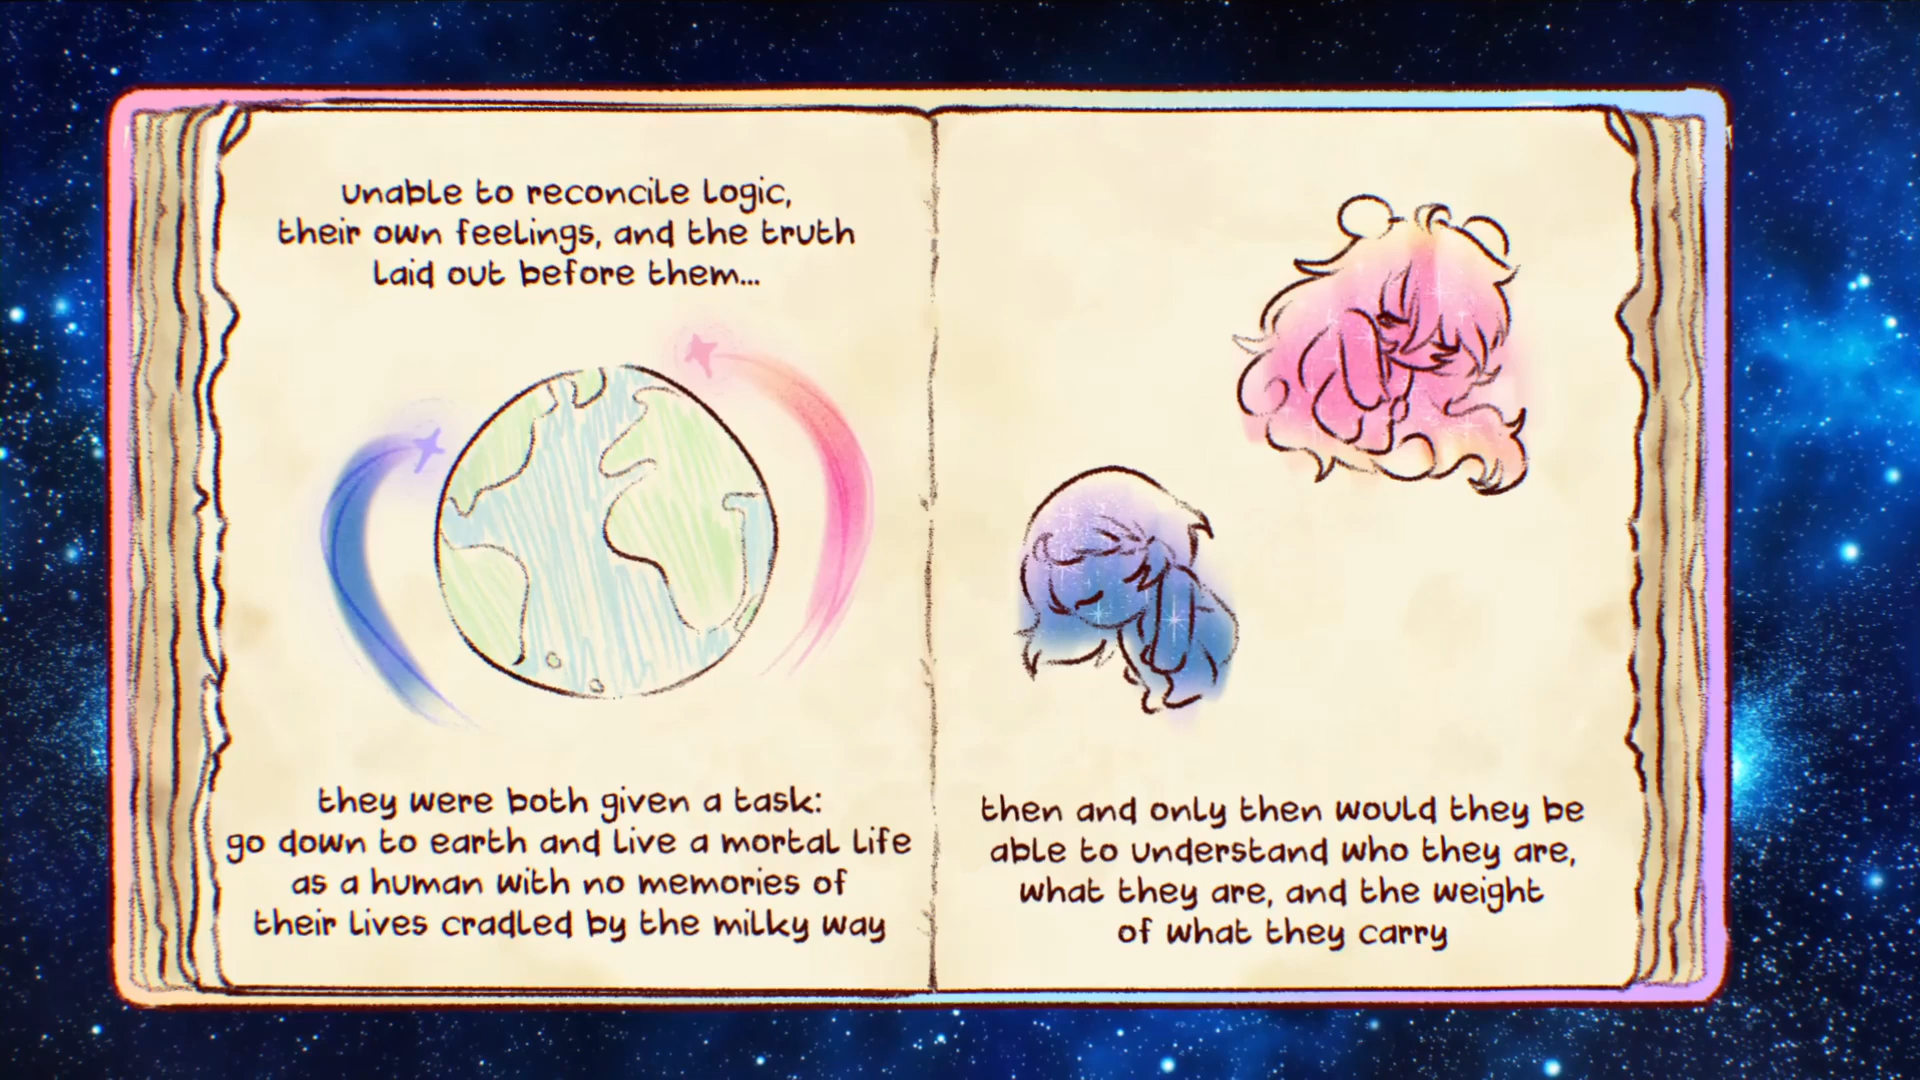 unable to reconcile logic,
their own feelings, and the truth
laid out before them...
they were both given a task:
go down to earth and live a mortal life
as a human with no memories of
their lives cradled by the milky way
then and only then would they be
able to understand who they are,
what they are, and the weight
of what they carry